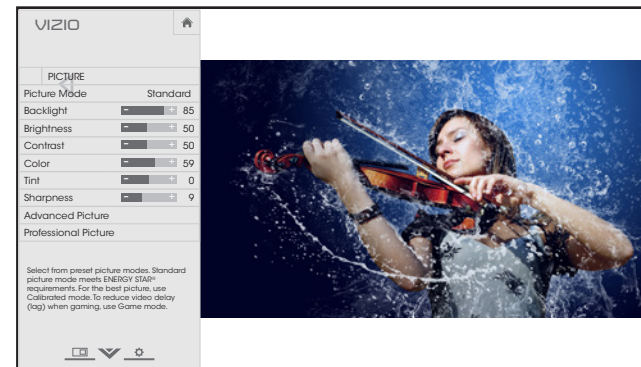 VIZIO
PICTURE
Picture Mode Standard
Backlight - + 85
Brightness - + 50
Contrast - + 50
Color - + 59
Tint - + 0
Sharpness - + 9
Advanced Picture
Professional Picture
Select from preset picture modes. Standard
picture mode meets ENERGY STAR®
requirements. For the best picture, use
Calibrated mode. To reduce video delay
(lag) when gaming, use Game mode.